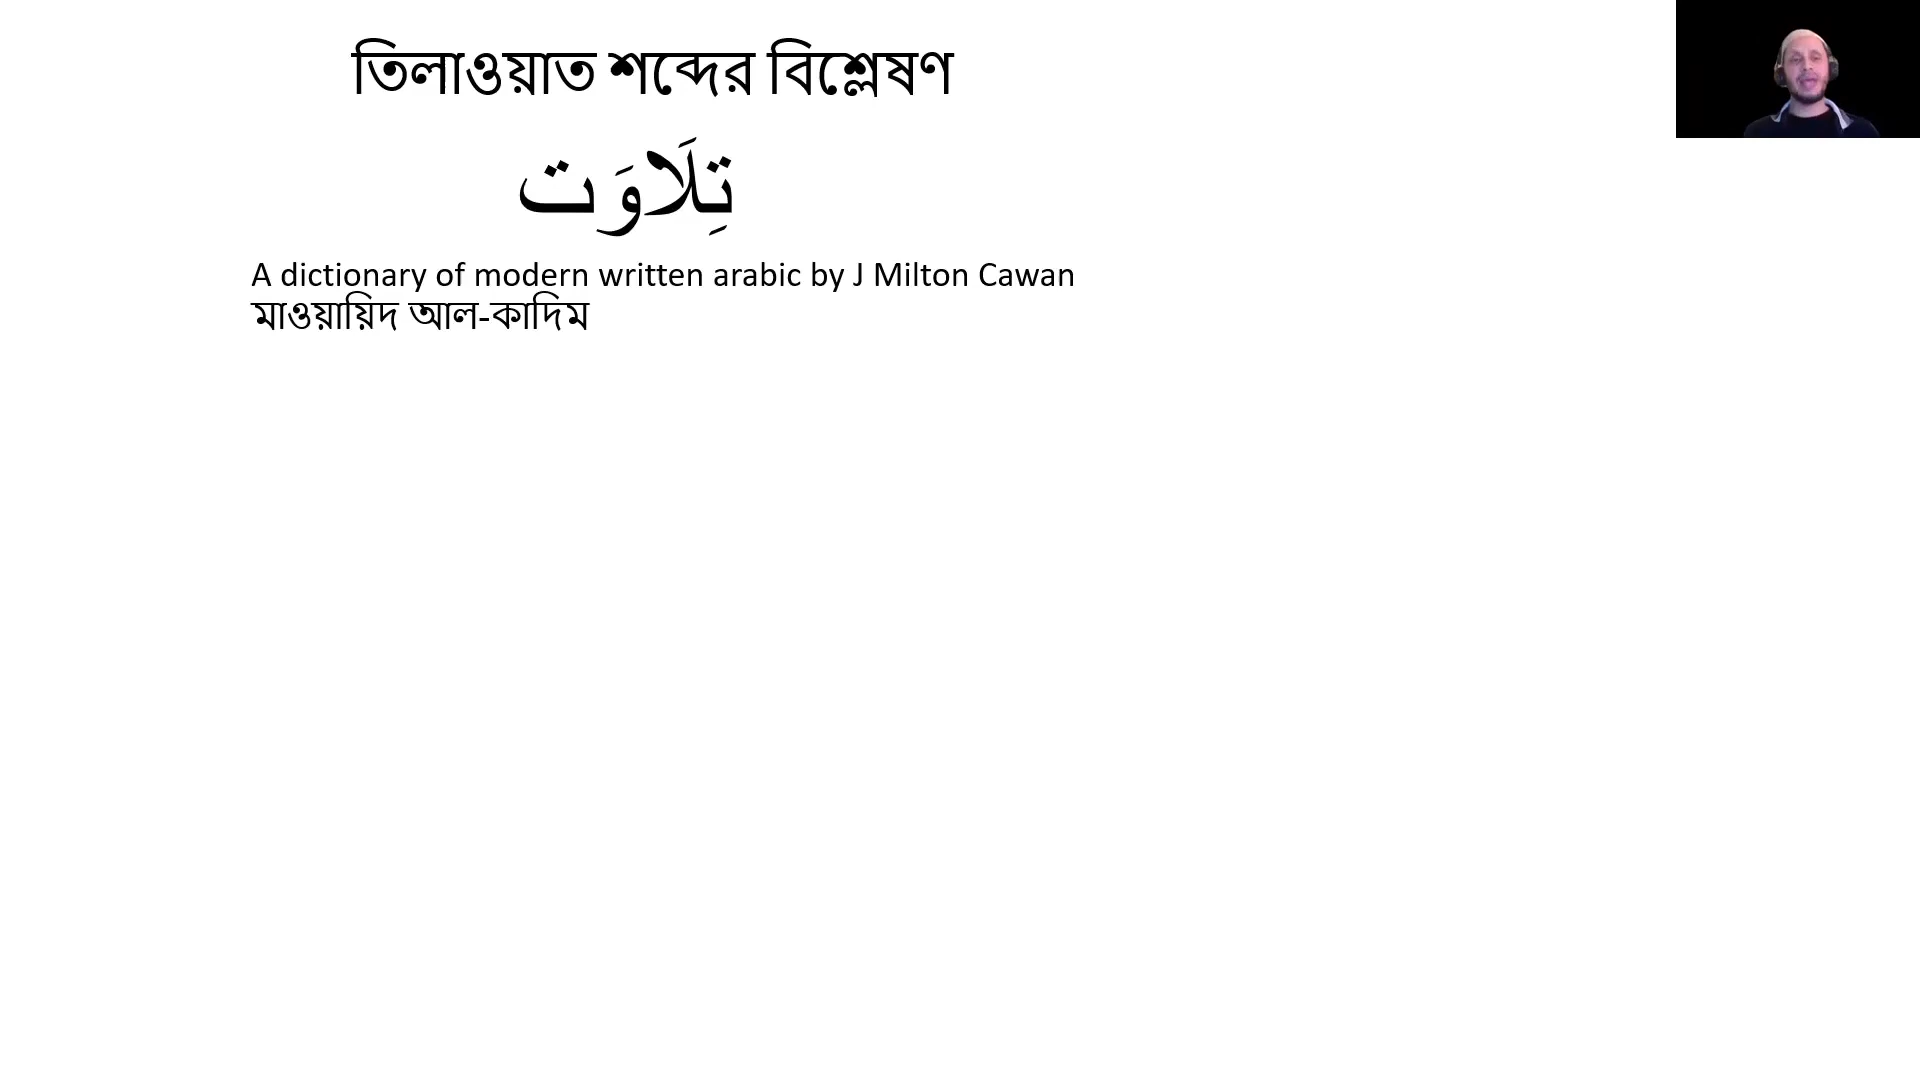 তিলাওয়াত শব্দের বিশ্লেষণ
تِلَاوَت
A dictionary of modern written arabic by J Milton Cawan
মাওয়ায়িদ আল-কাদিম